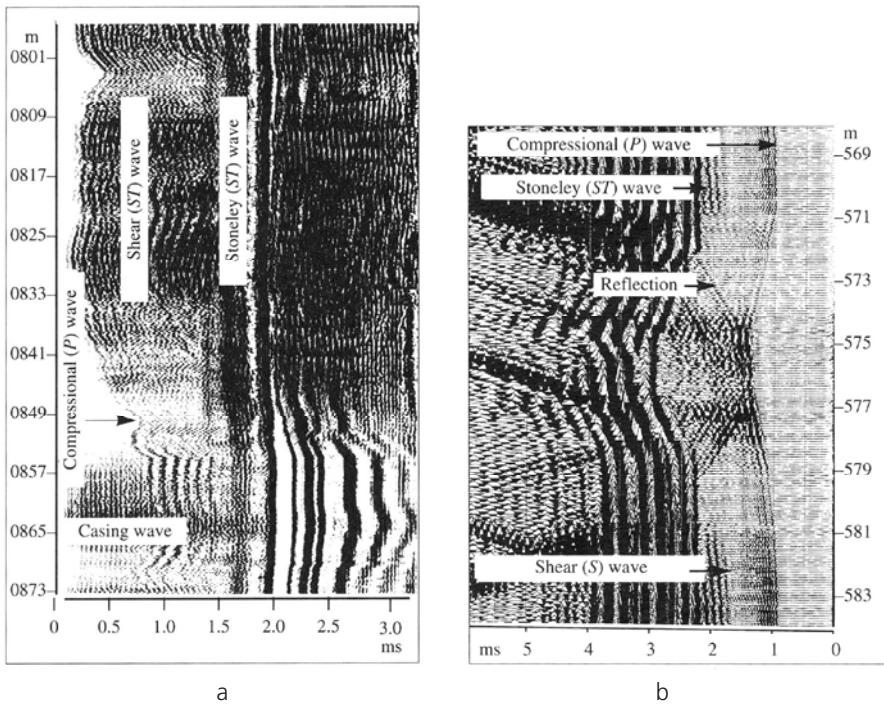 m
0801
0809
0817
0825
0833
0841
0849
0857
0865
0873
Shear (ST) wave
Stoneley (ST) wave
Compressional (P) wave
Casing wave
0 0.5 1.0 1.5 2.0 2.5 3.0
ms
a
m
Compressional (P) wave
569
Stoneley (ST) wave
571
Reflection
573
575
577
579
581
Shear (S) wave
583
ms 5 4 3 2 1 0
b